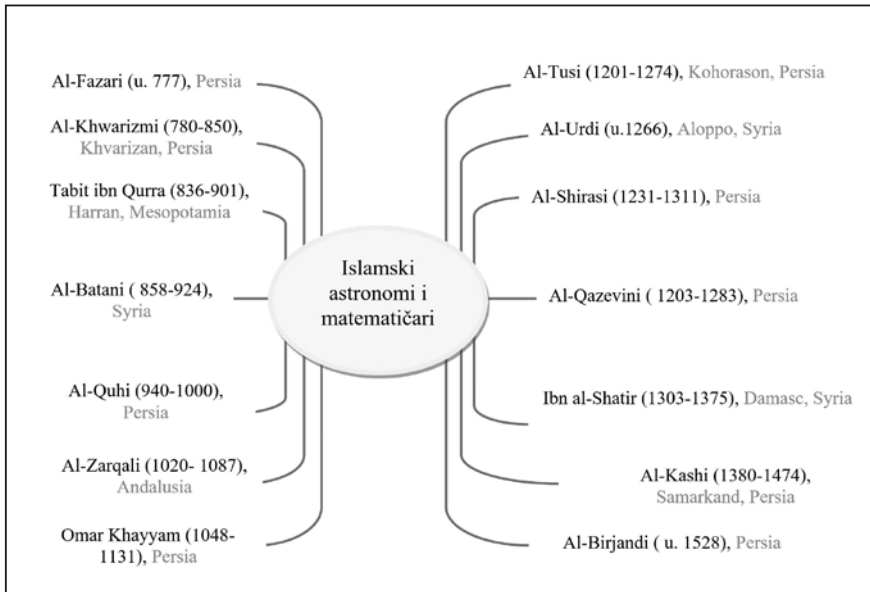 Al-Fazari (u. 777), Persia
Al-Khwarizmi (780-850),
Khvarizan, Persia
Tabit ibn Qurra (836-901),
Harran, Mesopotamia
Al-Batani ( 858-924),
Syria
Al-Quhi (940-1000),
Persia
Al-Zarqali (1020- 1087),
Andalusia
Omar Khayyam (1048-
1131), Persia
Islamski
astronomi i
matematičari
Al-Tusi (1201-1274), Kohorason, Persia
Al-Urdi (u.1266), Aloppo, Syria
Al-Shirasi (1231-1311), Persia
Al-Qazevini ( 1203-1283), Persia
Ibn al-Shatir (1303-1375), Damasc, Syria
Al-Kashi (1380-1474),
Samarkand, Persia
Al-Birjandi ( u. 1528), Persia